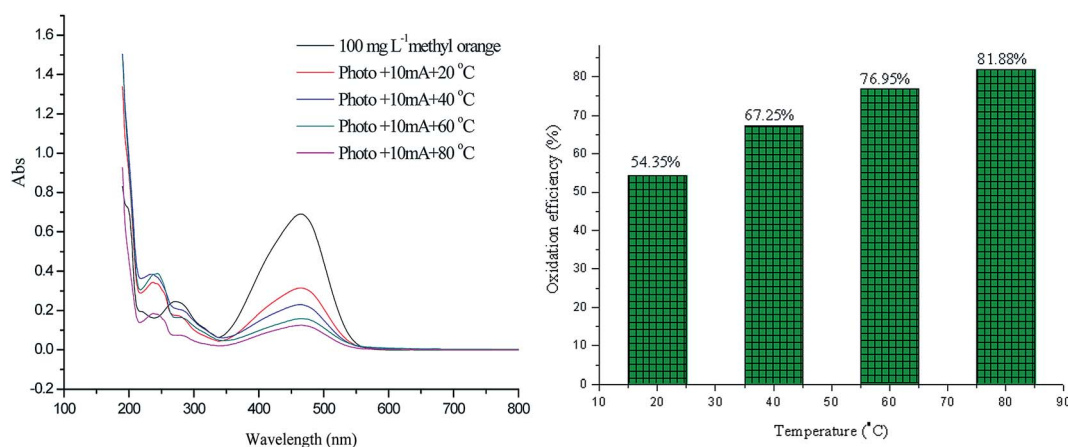 1.6
1.4
1.2
1.0
0.8
0.6
0.4
0.2
0.0
-0.2
Abs
100 mg L⁻¹ methyl orange
Photo +10mA+20 °C
Photo +10mA+40 °C
Photo +10mA+60 °C
Photo +10mA+80 °C
100 200 300 400 500 600 700 800
Wavelength (nm)
80
70
60
50
40
30
20
10
0
Oxidation efficiency (%)
54.35%
67.25%
76.95%
81.88%
10 20 30 40 50 60 70 80 90
Temperature (°C)